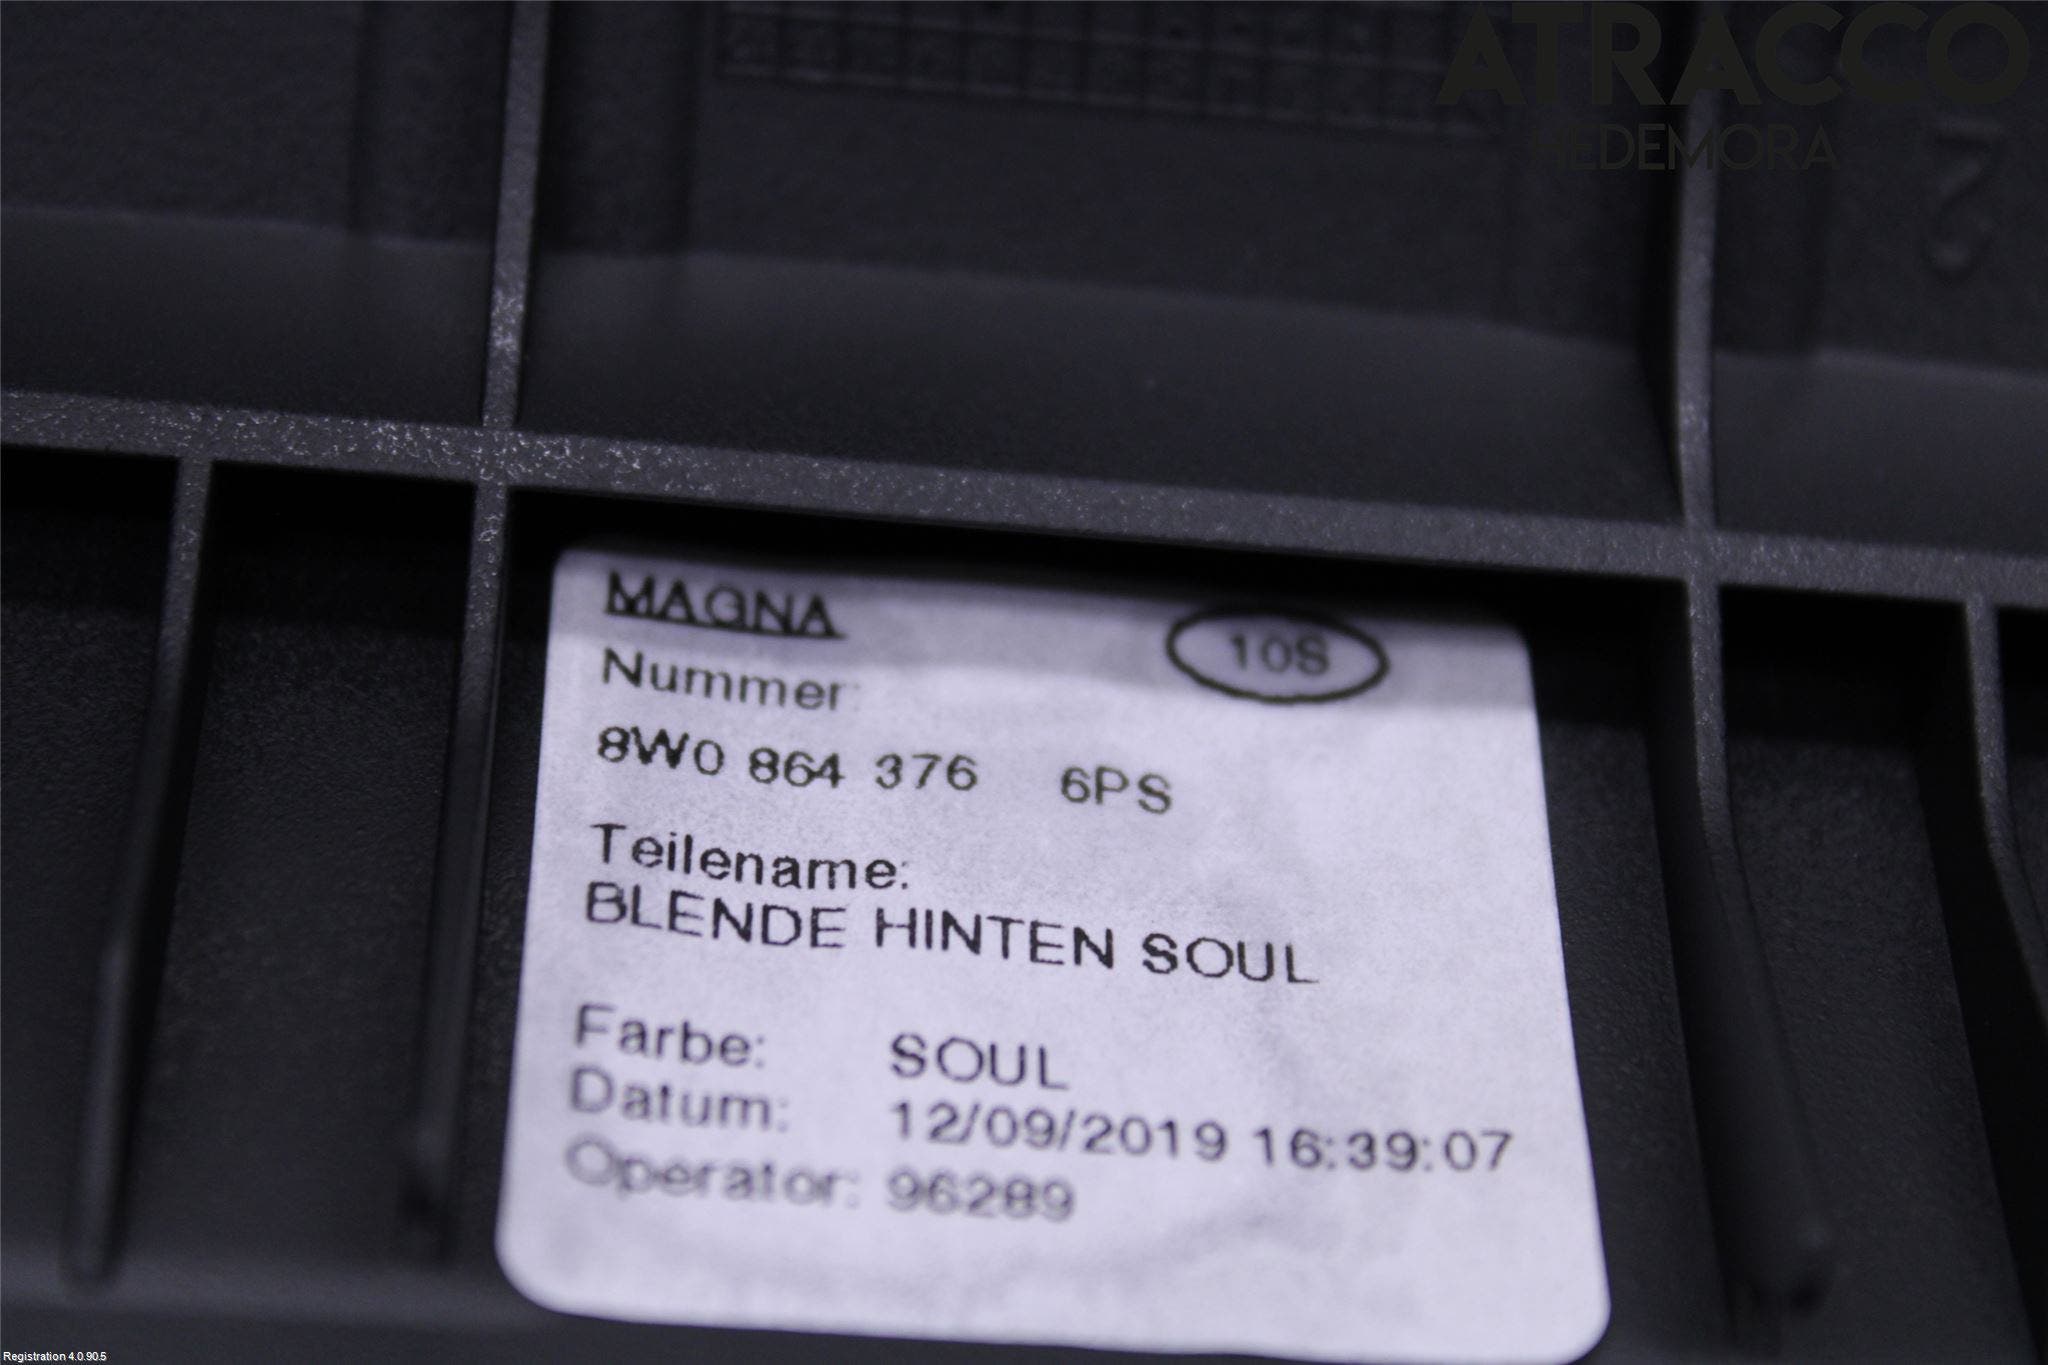 ATRACCO
HEDEMORA
2
MAGNA
10S
Nummer:
8W0 864 376 6PS
Teilename:
BLENDE HINTEN SOUL
Farbe: SOUL
Datum: 12/09/2019 16:39:07
Operator: 96289
Registration 4.0.90.5